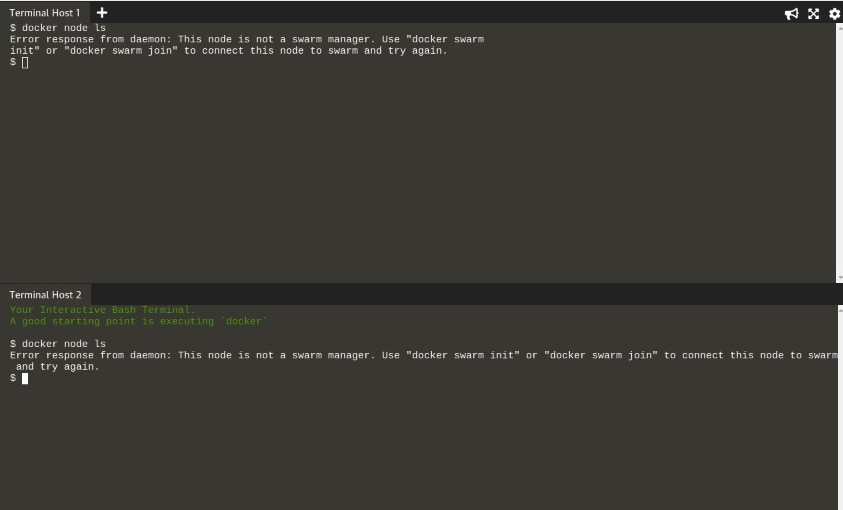 Terminal Host 1
$ docker node ls
Error response from daemon: This node is not a swarm manager. Use "docker swarm
init" or "docker swarm join" to connect this node to swarm and try again.
$
Terminal Host 2
Your Interactive Bash Terminal.
A good starting point is executing `docker`
$ docker node ls
Error response from daemon: This node is not a swarm manager. Use "docker swarm init" or "docker swarm join" to connect this node to swarm
and try again.
$